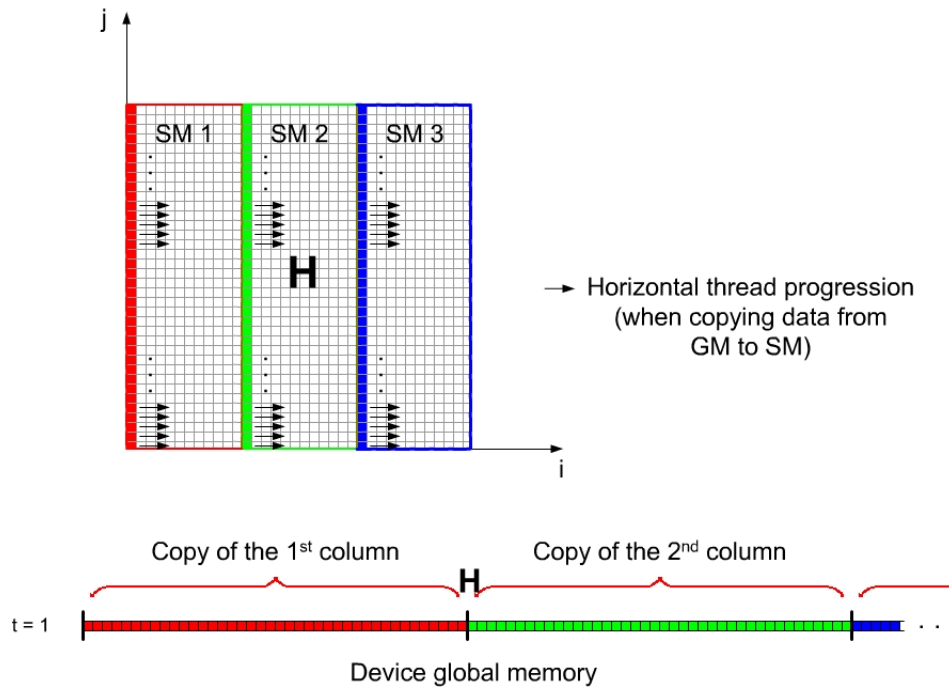 j
SM 1
SM 2
SM 3
H
Horizontal thread progression
(when copying data from
GM to SM)
i
Copy of the 1st column
Copy of the 2nd column
H
t = 1
Device global memory